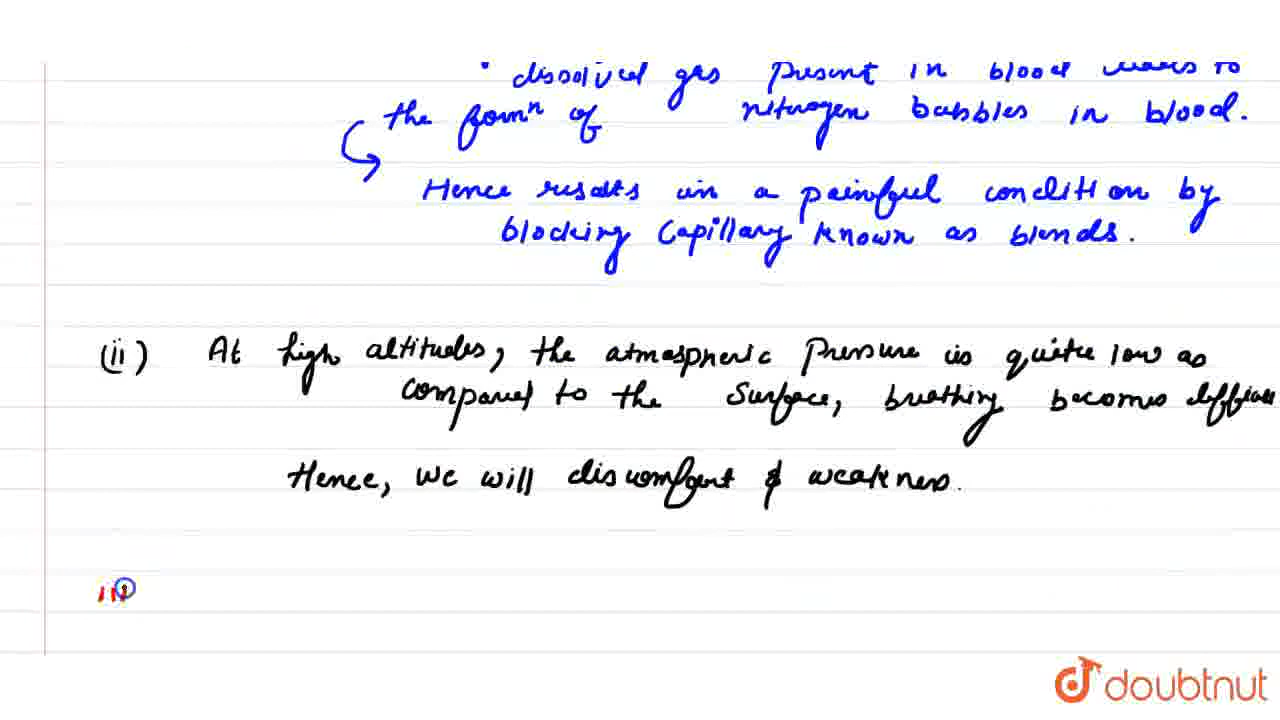 dissolved gas present in blood leads to
the formⁿ of nitrogen bubbles in blood.
Hence results in a painful condition by
blocking capillary known as blends.
(ii) At high altitudes, the atmospheric pressure is quite low as
compared to the surface, breathing becomes
Hence, we will discomfort & weakness.
iii
doubtnut